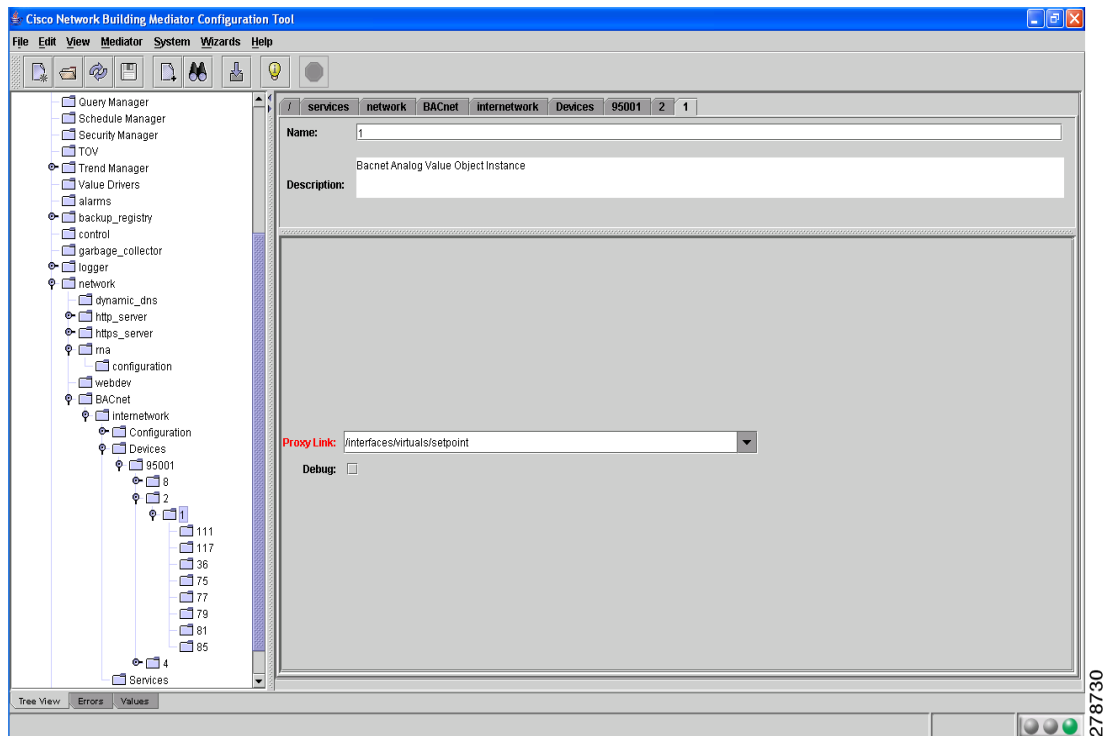 Cisco Network Building Mediator Configuration Tool
File Edit View Mediator System Wizards Help
Query Manager
Schedule Manager
Security Manager
TOV
Trend Manager
Value Drivers
alarms
backup_registry
control
garbage_collector
logger
network
dynamic_dns
http_server
https_server
rna
configuration
webdev
BACnet
internetwork
Configuration
Devices
95001
8
2
1
111
117
36
75
77
79
81
85
4
Services
Tree View Errors Values
/ services network BACnet internetwork Devices 95001 2 1
Name: 1
Description: Bacnet Analog Value Object Instance
Proxy Link: /interfaces/virtuals/setpoint
Debug:
278730